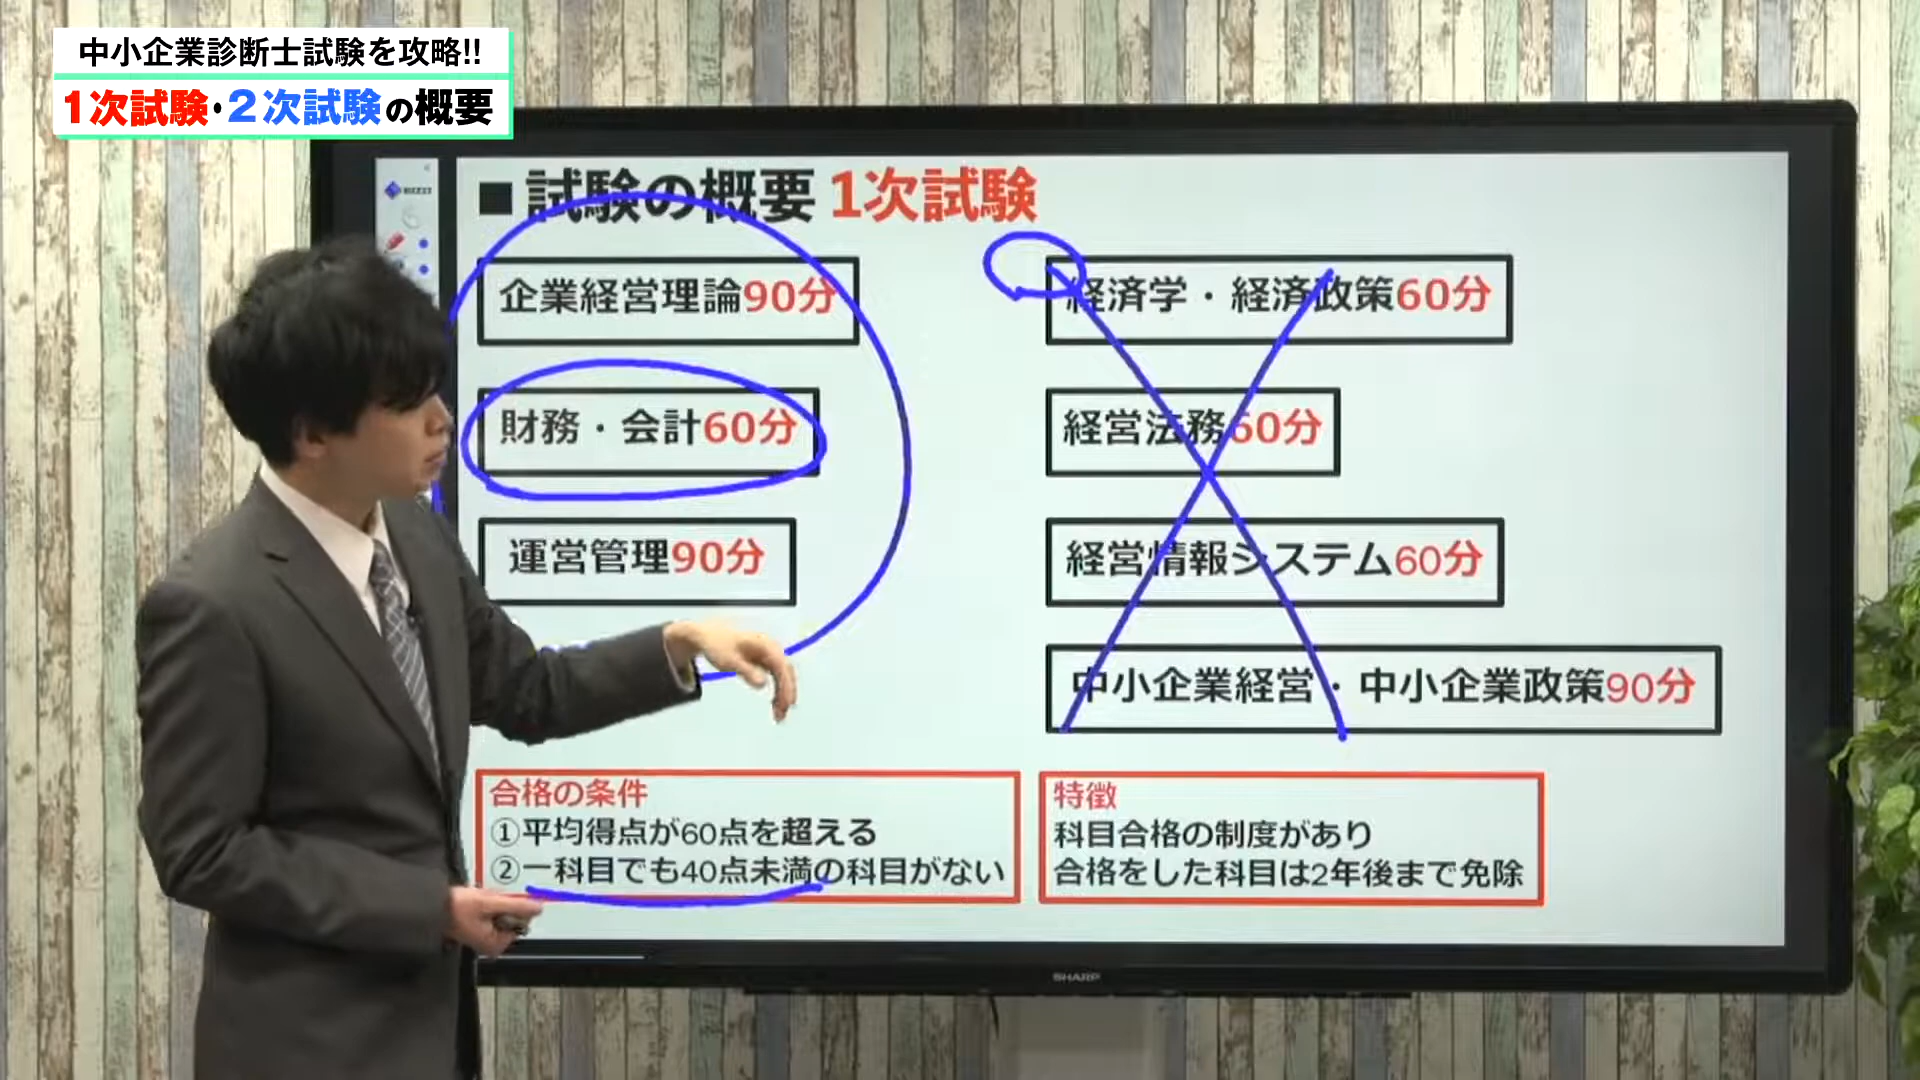 中小企業診断士試験を攻略!!
1次試験・2次試験の概要
■試験の概要 1次試験
企業経営理論90分
財務・会計60分
運営管理90分
経済学・経済政策60分
経営法務60分
経営情報システム60分
中小企業経営・中小企業政策90分
合格の条件
①平均得点が60点を超える
②一科目でも40点未満の科目がない
特徴
科目合格の制度があり
合格をした科目は2年後まで免除
SHARP